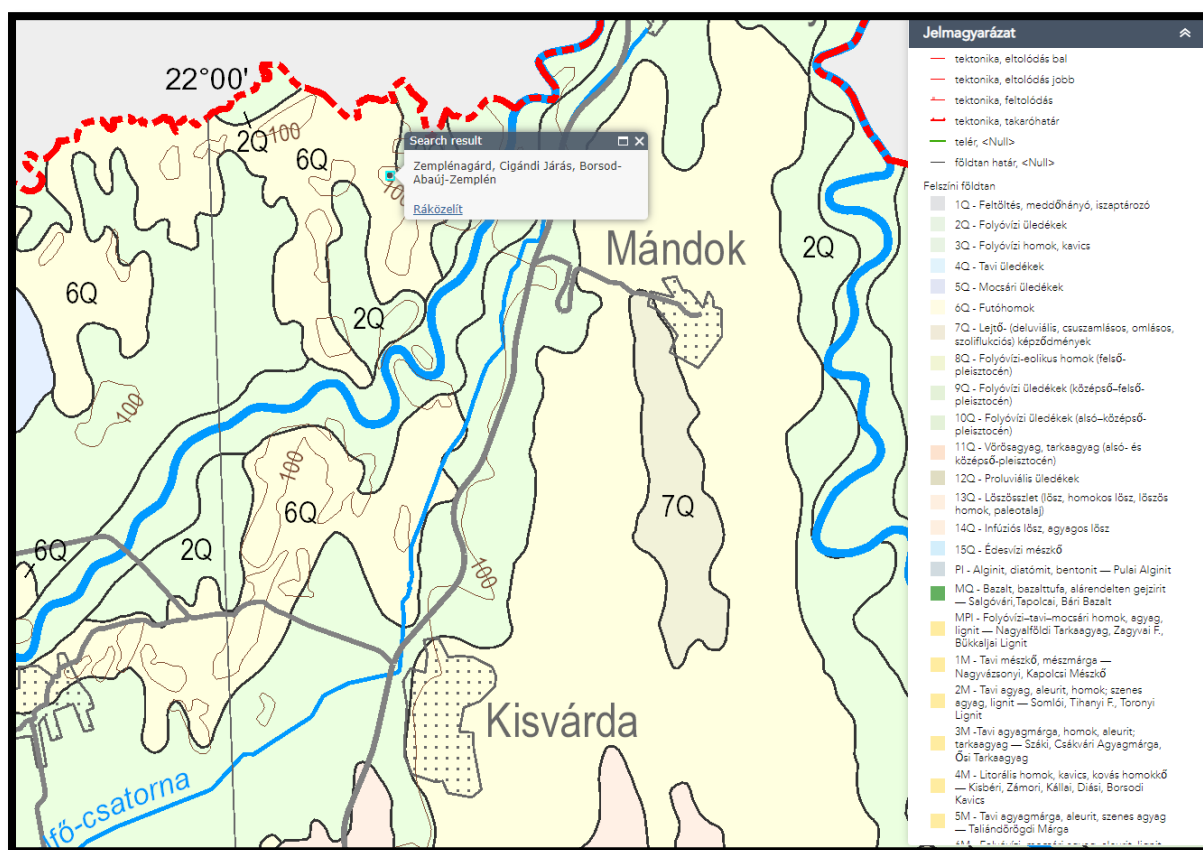 22°00'
2Q
100
6Q
Search result
Zemplénagárd, Cigándi Járás, Borsod-
Abaúj-Zemplén
Ráközelít
100
Mándok
2Q
6Q
2Q
100
100
6Q
7Q
100
6Q
2Q
Kisvárda
fő-csatorna
Jelmagyarázat
tektonika, eltolódás bal
tektonika, eltolódás jobb
tektonika, feltolódás
tektonika, takaróhatár
telér, <Null>
földtan határ, <Null>
Felszíni földtan
1Q - Feltöltés, meddőhányó, iszaptározó
2Q - Folyóvízi üledékek
3Q - Folyóvízi homok, kavics
4Q - Tavi üledékek
5Q - Mocsári üledékek
6Q - Futóhomok
7Q - Lejtő- (deluviális, csuszamlásos, omlásos,
szoliflukciós) képződmények
8Q - Folyóvízi-eolikus homok (felső-
pleisztocén)
9Q - Folyóvízi üledékek (középső–felső-
pleisztocén)
10Q - Folyóvízi üledékek (alsó–középső-
pleisztocén)
11Q - Vörösagyag, tarkaagyag (alsó- és
középső-pleisztocén)
12Q - Proluviális üledékek
13Q - Löszösszlet (lösz, homokos lösz, löszös
homok, paleotalaj)
14Q - Infúziós lösz, agyagos lösz
15Q - Édesvízi mészkő
PI - Alginit, diatómit, bentonit — Pulai Alginit
MQ - Bazalt, bazalttufa, alárendelten gejzirit
— Salgóvári,Tapolcai, Bári Bazalt
MPI - Folyóvízi–tavi–mocsári homok, agyag,
lignit — Nagyalföldi Tarkaagyag, Zagyvai F.,
Bükkaljai Lignit
1M - Tavi mészkő, mészmárga —
Nagyvázsonyi, Kapolcsi Mészkő
2M - Tavi agyag, aleurit, homok; szenes
agyag, lignit — Somlói, Tihanyi F., Toronyi
Lignit
3M -Tavi agyagmárga, homok, aleurit;
tarkaagyag — Száki, Csákvári Agyagmárga,
Ősi Tarkaagyag
4M - Litorális homok, kavics, kovás homokkő
— Kisbéri, Zámori, Kállai, Diási, Borsodi
Kavics
5M - Tavi agyagmárga, aleurit, szenes agyag
— Taliándörögdi Márga